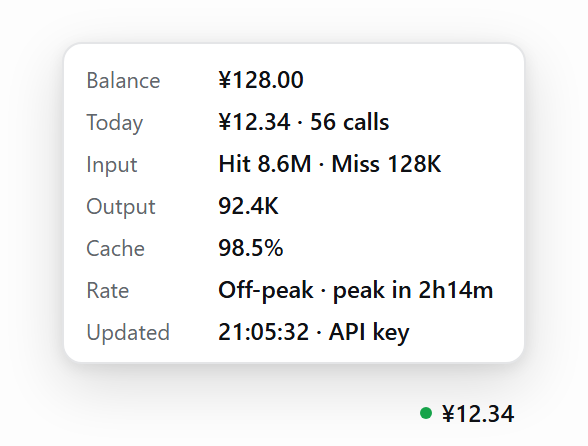 Balance ¥128.00
Today ¥12.34 · 56 calls
Input Hit 8.6M · Miss 128K
Output 92.4K
Cache 98.5%
Rate Off-peak · peak in 2h14m
Updated 21:05:32 · API key
¥12.34